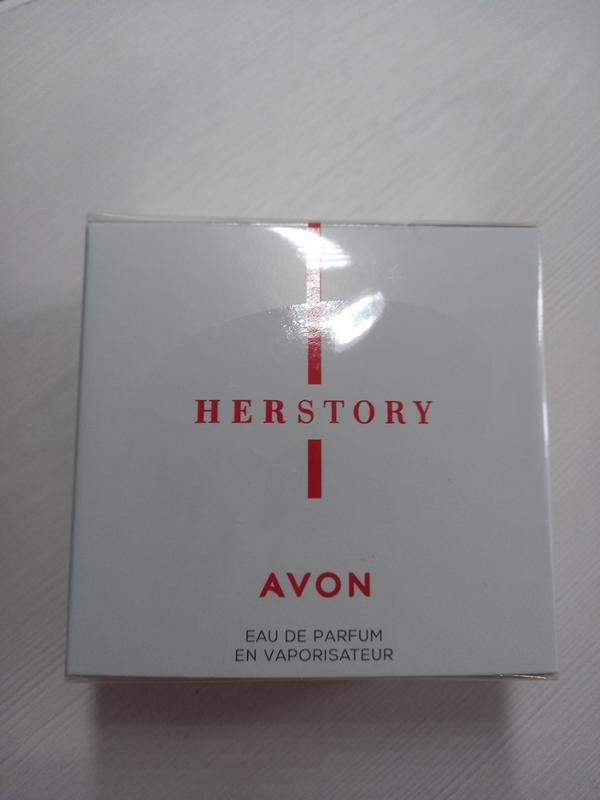 HERSTORY
AVON
EAU DE PARFUM
EN VAPORISATEUR